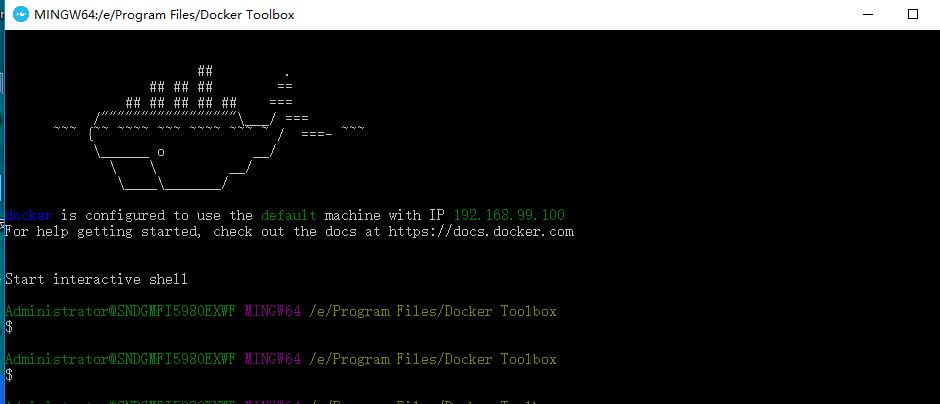 MINGW64:/e/Program Files/Docker Toolbox
                        ##         .
                  ## ## ##        ==
               ## ## ## ## ##    ===
           /"""""""""""""""""\___/ ===
      ~~~ {~~ ~~~~ ~~~ ~~~~ ~~~ ~ /  ===- ~~~
           \______ o           __/
             \    \         __/
              \____\_______/
docker is configured to use the default machine with IP 192.168.99.100
For help getting started, check out the docs at https://docs.docker.com
Start interactive shell
Administrator@SNDGMFI5980EXWF MINGW64 /e/Program Files/Docker Toolbox
$
Administrator@SNDGMFI5980EXWF MINGW64 /e/Program Files/Docker Toolbox
$